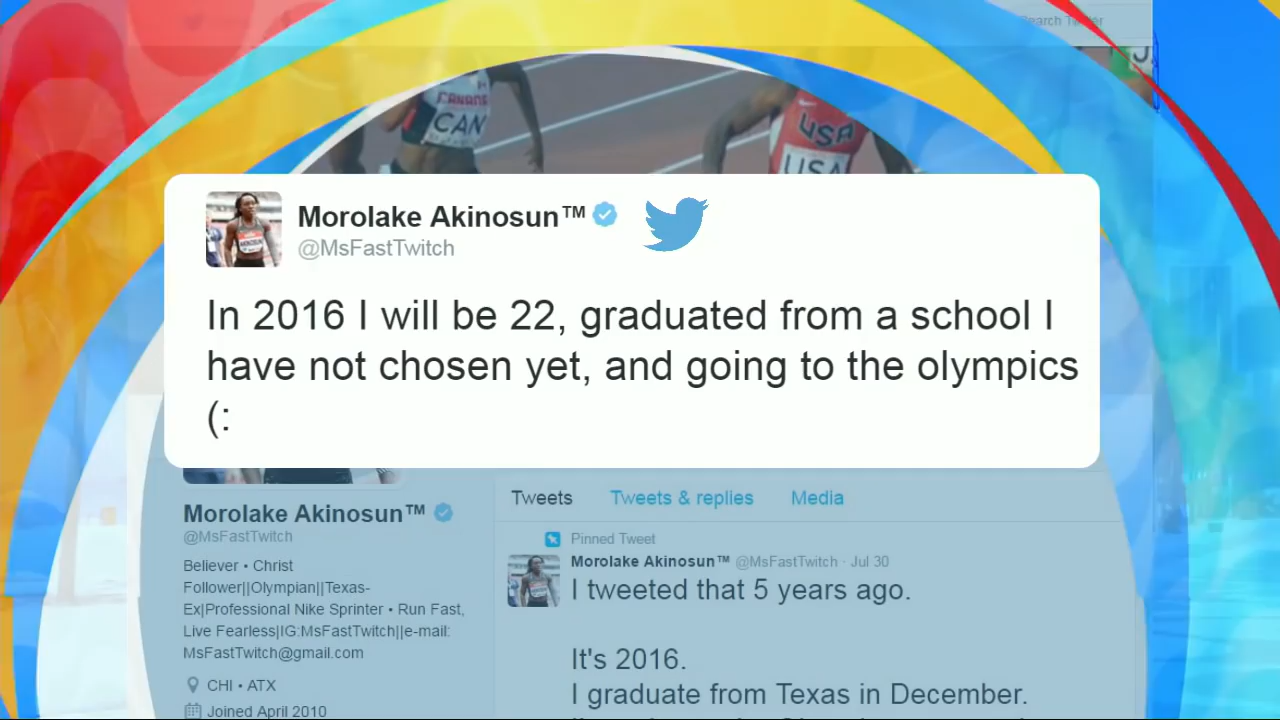 Search Twitter
CANADA
CAN
USA
USA
Morolake Akinosun™
@MsFastTwitch
In 2016 I will be 22, graduated from a school I
have not chosen yet, and going to the olympics
(:
Morolake Akinosun™
@MsFastTwitch
Believer • Christ
Follower||Olympian||Texas-
Ex|Professional Nike Sprinter • Run Fast,
Live Fearless|IG:MsFastTwitch||e-mail:
MsFastTwitch@gmail.com
CHI • ATX
Joined April 2010
Tweets Tweets & replies Media
Pinned Tweet
Morolake Akinosun™ @MsFastTwitch · Jul 30
I tweeted that 5 years ago.
It's 2016.
I graduate from Texas in December.